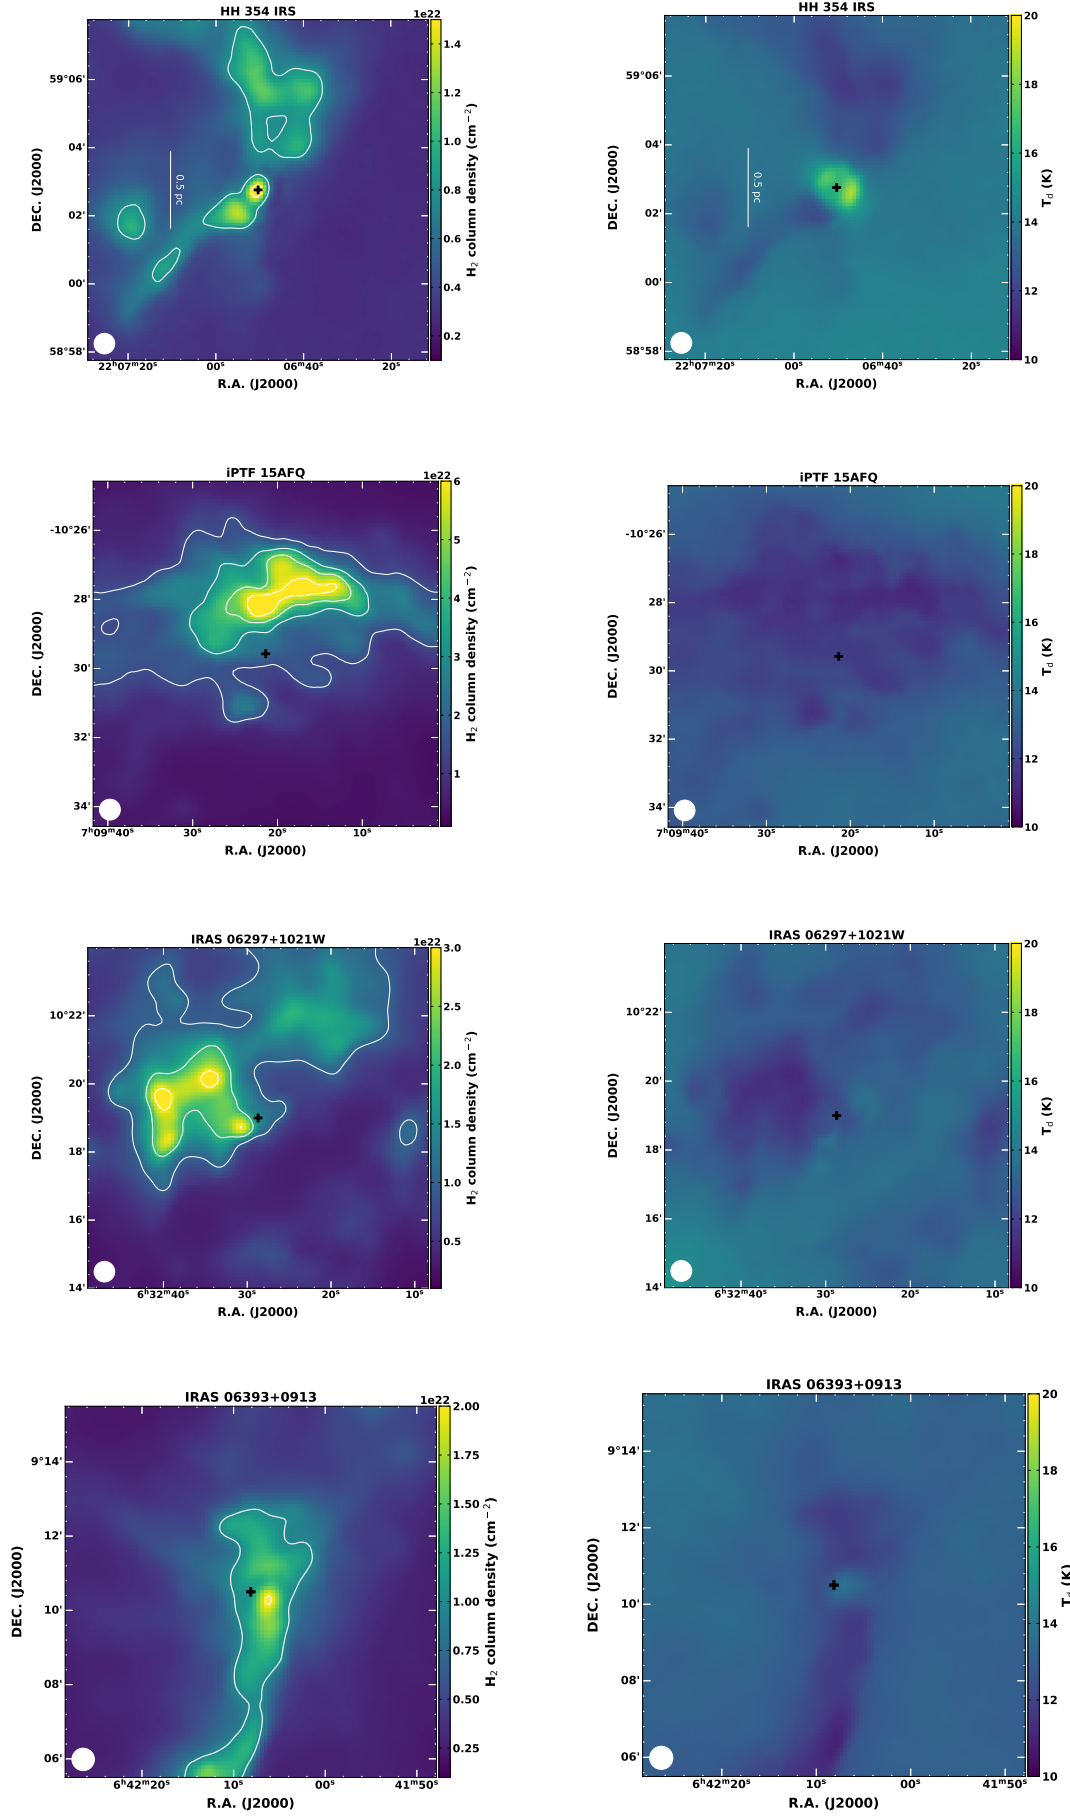 HH 354 IRS
1e22
59°06'
04'
02'
00'
58°58'
22ʰ07ᵐ20ˢ 00ˢ 06ᵐ40ˢ 20ˢ
R.A. (J2000)
DEC. (J2000)
0.5 pc
1.4
1.2
1.0
0.8
0.6
0.4
0.2
H₂ column density (cm⁻²)
HH 354 IRS
59°06'
04'
02'
00'
58°58'
22ʰ07ᵐ20ˢ 00ˢ 06ᵐ40ˢ 20ˢ
R.A. (J2000)
DEC. (J2000)
0.5 pc
20
18
16
14
12
10
T_d (K)
iPTF 15AFQ
1e22
-10°26'
28'
30'
32'
34'
7ʰ09ᵐ40ˢ 30ˢ 20ˢ 10ˢ
R.A. (J2000)
DEC. (J2000)
6
5
4
3
2
1
H₂ column density (cm⁻²)
iPTF 15AFQ
-10°26'
28'
30'
32'
34'
7ʰ09ᵐ40ˢ 30ˢ 20ˢ 10ˢ
R.A. (J2000)
DEC. (J2000)
20
18
16
14
12
10
T_d (K)
IRAS 06297+1021W
1e22
10°22'
20'
18'
16'
14'
6ʰ32ᵐ40ˢ 30ˢ 20ˢ 10ˢ
R.A. (J2000)
DEC. (J2000)
3.0
2.5
2.0
1.5
1.0
0.5
H₂ column density (cm⁻²)
IRAS 06297+1021W
10°22'
20'
18'
16'
14'
6ʰ32ᵐ40ˢ 30ˢ 20ˢ 10ˢ
R.A. (J2000)
DEC. (J2000)
20
18
16
14
12
10
T_d (K)
IRAS 06393+0913
1e22
9°14'
12'
10'
08'
06'
6ʰ42ᵐ20ˢ 10ˢ 00ˢ 41ᵐ50ˢ
R.A. (J2000)
DEC. (J2000)
2.00
1.75
1.50
1.25
1.00
0.75
0.50
0.25
H₂ column density (cm⁻²)
IRAS 06393+0913
9°14'
12'
10'
08'
06'
6ʰ42ᵐ20ˢ 10ˢ 00ˢ 41ᵐ50ˢ
R.A. (J2000)
DEC. (J2000)
20
18
16
14
12
10
T_d (K)